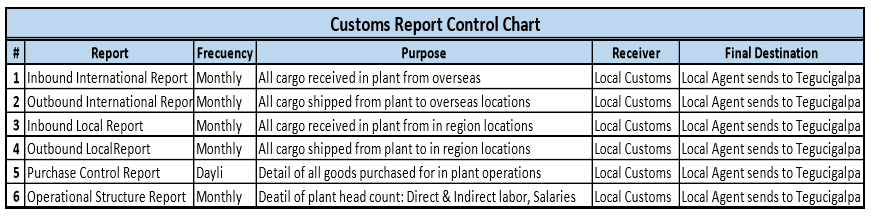 Customs Report Control Chart
# Report Frecuency Purpose Receiver Final Destination
1 Inbound International Report Monthly All cargo received in plant from overseas Local Customs Local Agent sends to Tegucigalpa
2 Outbound International Repor Monthly All cargo shipped from plant to overseas locations Local Customs Local Agent sends to Tegucigalpa
3 Inbound Local Report Monthly All cargo received in plant from in region locations Local Customs Local Agent sends to Tegucigalpa
4 Outbound LocalReport Monthly All cargo shipped from plant to in region locations Local Customs Local Agent sends to Tegucigalpa
5 Purchase Control Report Dayli Detail of all goods purchased for in plant operations Local Customs Local Agent sends to Tegucigalpa
6 Operational Structure Report Monthly Deatil of plant head count: Direct & Indirect labor, Salaries Local Customs Local Agent sends to Tegucigalpa